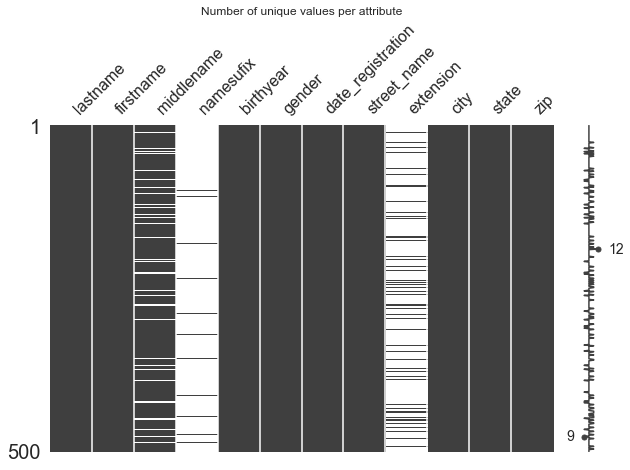 Number of unique values per attribute
lastname
firstname
middlename
namesufix
birthyear
gender
date_registration
street_name
extension
city
state
zip
1
12
9
500